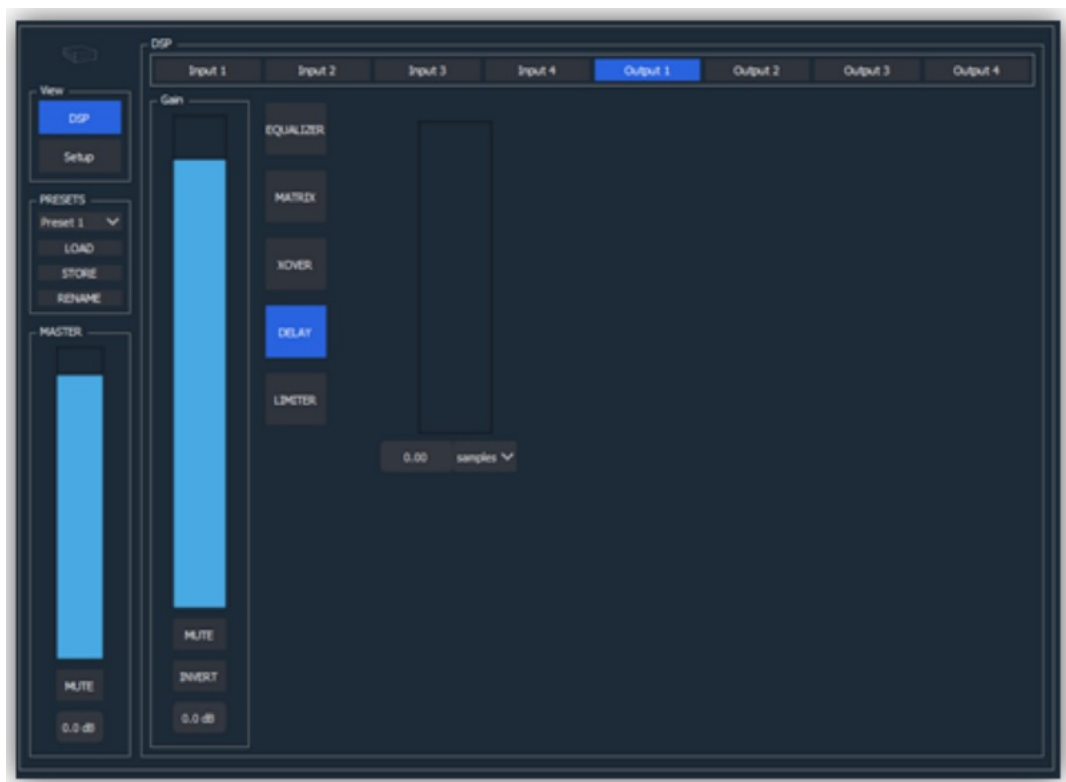 DSP
Input 1 Input 2 Input 3 Input 4 Output 1 Output 2 Output 3 Output 4
View
DSP
Setup
PRESETS
Preset 1
LOAD
STORE
RENAME
MASTER
MUTE
0.0 dB
Gain
MUTE
INVERT
0.0 dB
EQUALIZER
MATRIX
XOVER
DELAY
LIMITER
0.00 samples